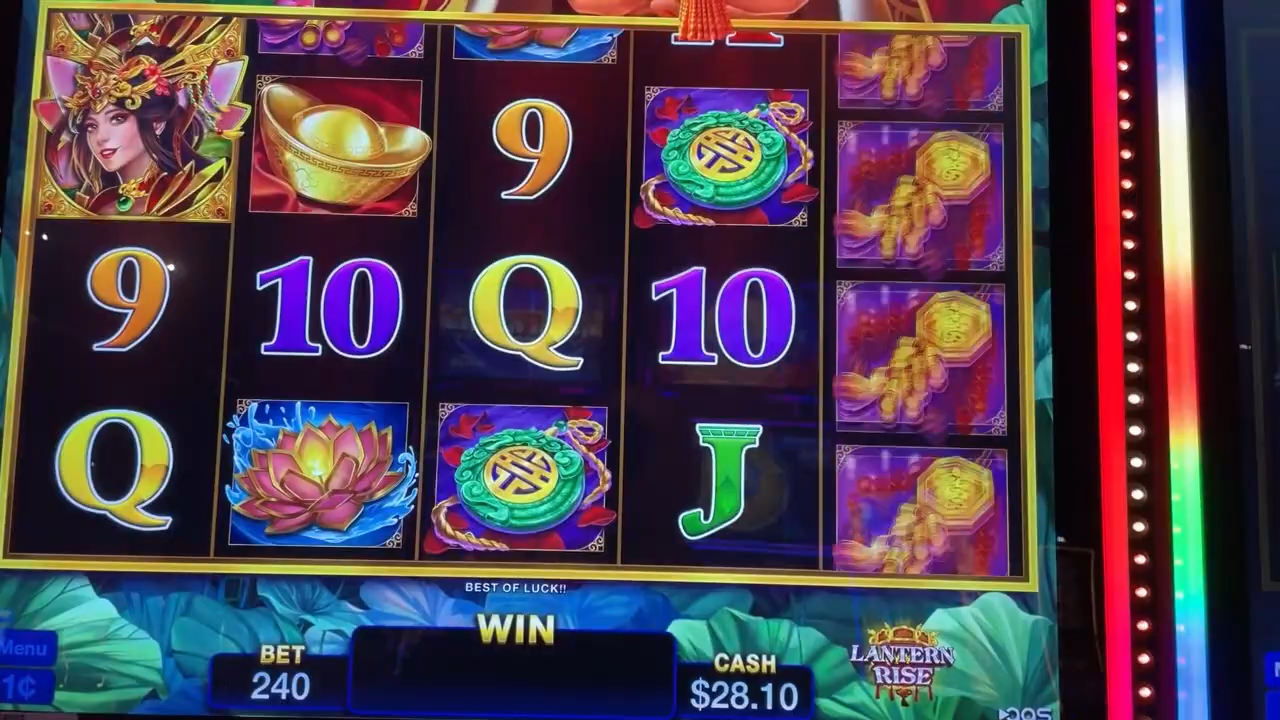 9
9 10 Q 10
Q J
BEST OF LUCK!!
WIN
Menu
1¢
BET
240
CASH
$28.10
LANTERN
RISE